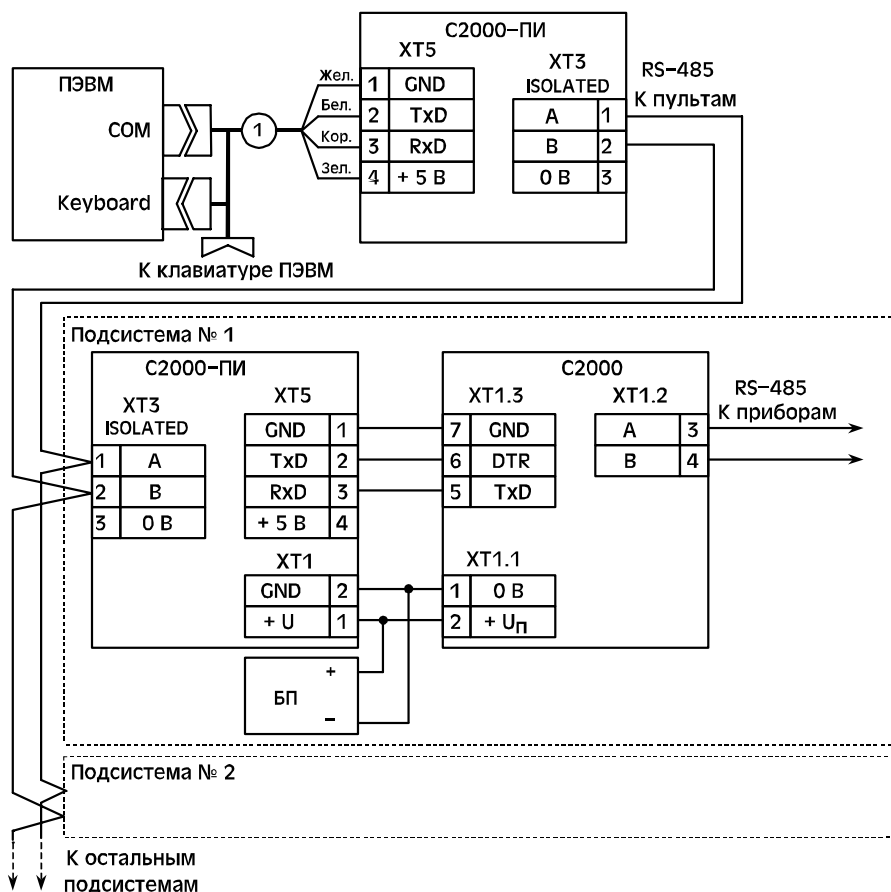 С2000-ПИ
ПЭВМ
COM
Keyboard
К клавиатуре ПЭВМ
1
Жел.
Бел.
Кор.
Зел.
XT5
1 GND
2 TxD
3 RxD
4 + 5 В
XT3
ISOLATED
A 1
B 2
0 В 3
RS-485
К пультам
Подсистема № 1
С2000-ПИ
XT3
ISOLATED
1 A
2 B
3 0 В
XT5
GND 1
TxD 2
RxD 3
+ 5 В 4
XT1
GND 2
+ U 1
БП
+
–
С2000
XT1.3
7 GND
6 DTR
5 TxD
XT1.2
A 3
B 4
XT1.1
1 0 В
2 + Uп
RS-485
К приборам
Подсистема № 2
К остальным
подсистемам